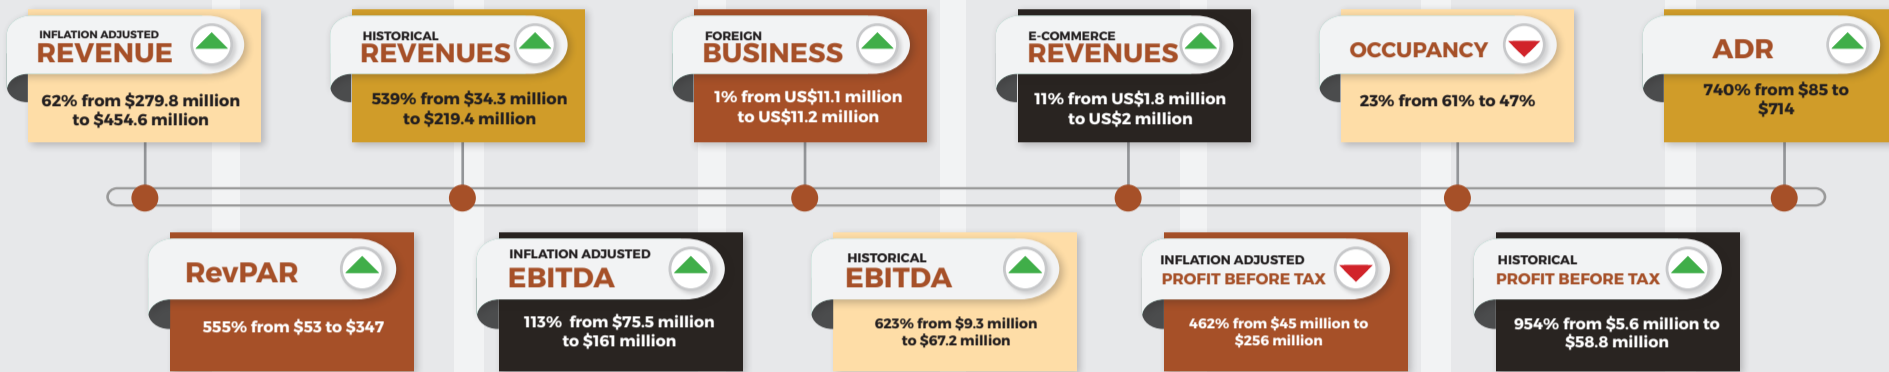 INFLATION ADJUSTED
REVENUE
62% from $279.8 million
to $454.6 million
HISTORICAL
REVENUES
539% from $34.3 million
to $219.4 million
FOREIGN
BUSINESS
1% from US$11.1 million
to US$11.2 million
E-COMMERCE
REVENUES
11% from US$1.8 million
to US$2 million
OCCUPANCY
23% from 61% to 47%
ADR
740% from $85 to
$714
RevPAR
555% from $53 to $347
INFLATION ADJUSTED
EBITDA
113% from $75.5 million
to $161 million
HISTORICAL
EBITDA
623% from $9.3 million
to $67.2 million
INFLATION ADJUSTED
PROFIT BEFORE TAX
462% from $45 million to
$256 million
HISTORICAL
PROFIT BEFORE TAX
954% from $5.6 million to
$58.8 million